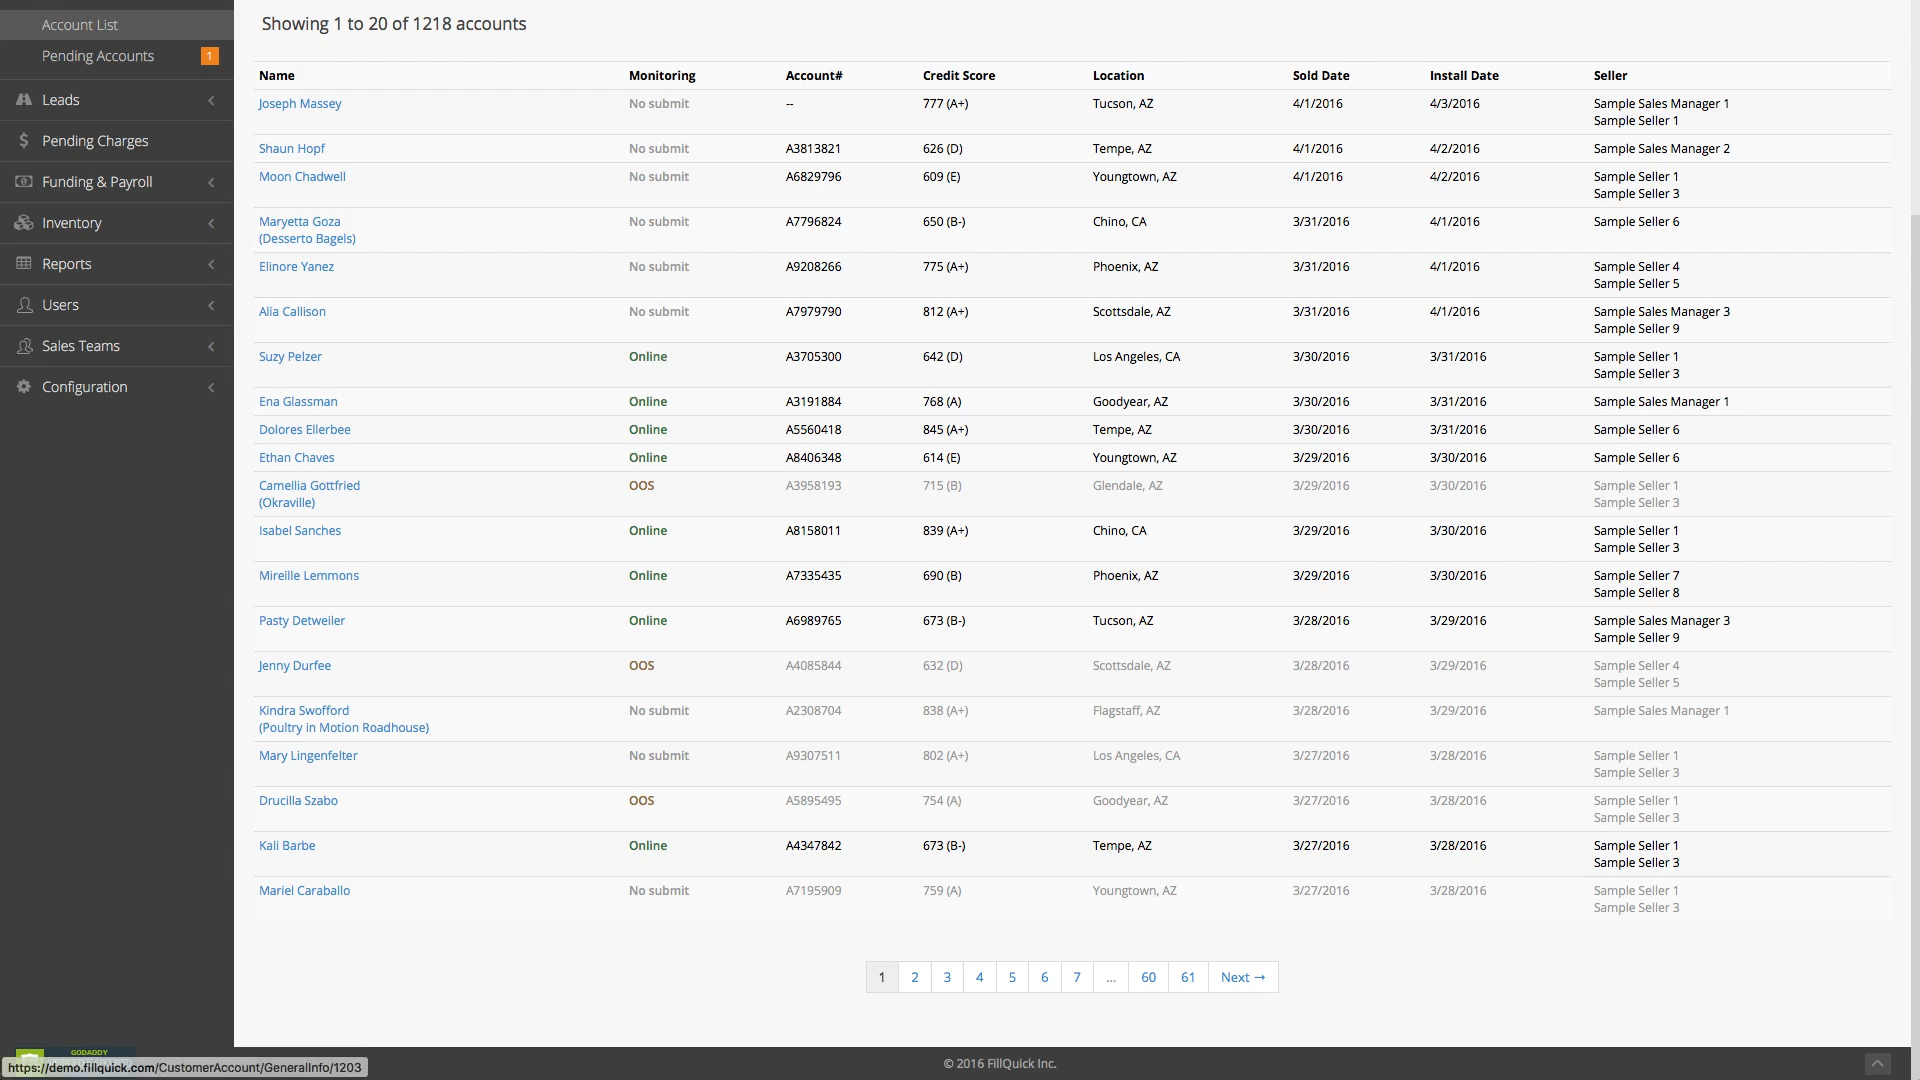 Account List
Pending Accounts 1
Leads
Pending Charges
Funding & Payroll
Inventory
Reports
Users
Sales Teams
Configuration
Showing 1 to 20 of 1218 accounts
Name Monitoring Account# Credit Score Location Sold Date Install Date Seller
Joseph Massey No submit -- 777 (A+) Tucson, AZ 4/1/2016 4/3/2016 Sample Sales Manager 1
Sample Seller 1
Shaun Hopf No submit A3813821 626 (D) Tempe, AZ 4/1/2016 4/2/2016 Sample Sales Manager 2
Moon Chadwell No submit A6829796 609 (E) Youngtown, AZ 4/1/2016 4/2/2016 Sample Seller 1
Sample Seller 3
Maryetta Goza No submit A7796824 650 (B-) Chino, CA 3/31/2016 4/1/2016 Sample Seller 6
(Desserto Bagels)
Elinore Yanez No submit A9208266 775 (A+) Phoenix, AZ 3/31/2016 4/1/2016 Sample Seller 4
Sample Seller 5
Alia Callison No submit A7979790 812 (A+) Scottsdale, AZ 3/31/2016 4/1/2016 Sample Sales Manager 3
Sample Seller 9
Suzy Pelzer Online A3705300 642 (D) Los Angeles, CA 3/30/2016 3/31/2016 Sample Seller 1
Sample Seller 3
Ena Glassman Online A3191884 768 (A) Goodyear, AZ 3/30/2016 3/31/2016 Sample Sales Manager 1
Dolores Ellerbee Online A5560418 845 (A+) Tempe, AZ 3/30/2016 3/31/2016 Sample Seller 6
Ethan Chaves Online A8406348 614 (E) Youngtown, AZ 3/29/2016 3/30/2016 Sample Seller 6
Camellia Gottfried OOS A3958193 715 (B) Glendale, AZ 3/29/2016 3/30/2016 Sample Seller 1
(Okraville) Sample Seller 3
Isabel Sanches Online A8158011 839 (A+) Chino, CA 3/29/2016 3/30/2016 Sample Seller 1
Sample Seller 3
Mireille Lemmons Online A7335435 690 (B) Phoenix, AZ 3/29/2016 3/30/2016 Sample Seller 7
Sample Seller 8
Pasty Detweiler Online A6989765 673 (B-) Tucson, AZ 3/28/2016 3/29/2016 Sample Sales Manager 3
Sample Seller 9
Jenny Durfee OOS A4085844 632 (D) Scottsdale, AZ 3/28/2016 3/29/2016 Sample Seller 4
Sample Seller 5
Kindra Swofford No submit A2308704 838 (A+) Flagstaff, AZ 3/28/2016 3/29/2016 Sample Sales Manager 1
(Poultry in Motion Roadhouse)
Mary Lingenfelter No submit A9307511 802 (A+) Los Angeles, CA 3/27/2016 3/28/2016 Sample Seller 1
Sample Seller 3
Drucilla Szabo OOS A5895495 754 (A) Goodyear, AZ 3/27/2016 3/28/2016 Sample Seller 1
Sample Seller 3
Kali Barbe Online A4347842 673 (B-) Tempe, AZ 3/27/2016 3/28/2016 Sample Seller 1
Sample Seller 3
Mariel Caraballo No submit A7195909 759 (A) Youngtown, AZ 3/27/2016 3/28/2016 Sample Seller 1
Sample Seller 3
1 2 3 4 5 6 7 ... 60 61 Next →
GODADDY
https://demo.fillquick.com/CustomerAccount/GeneralInfo/1203
© 2016 FillQuick Inc.